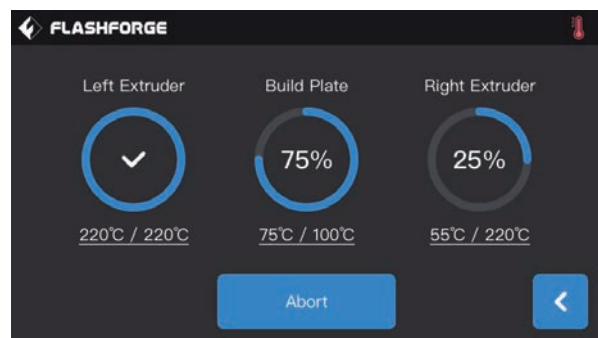 FLASHFORGE
Left Extruder Build Plate Right Extruder
75% 25%
220℃ / 220℃ 75℃ / 100℃ 55℃ / 220℃
Abort